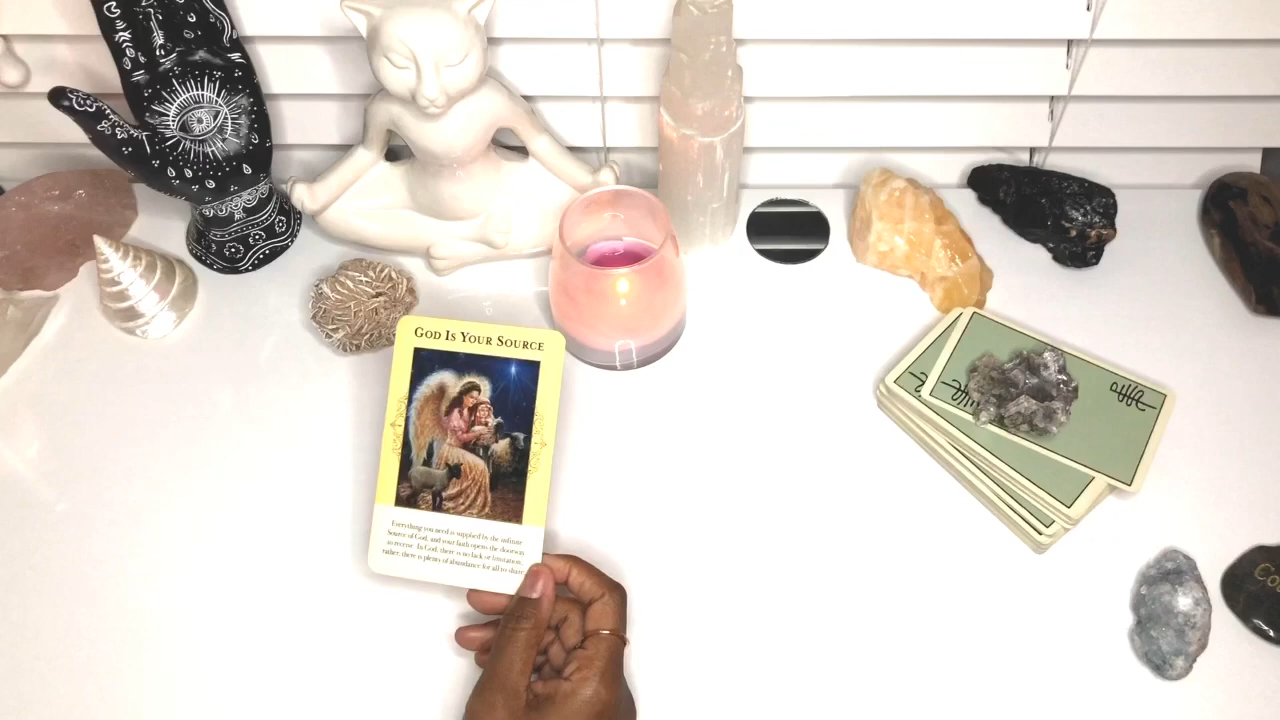 GOD IS YOUR SOURCE
Everything you need is supplied by the infinite
Source of God, and your faith opens the doorway
to receive. In God, there is no lack or limitation,
rather, there is plenty of abundance for all to share.
Co